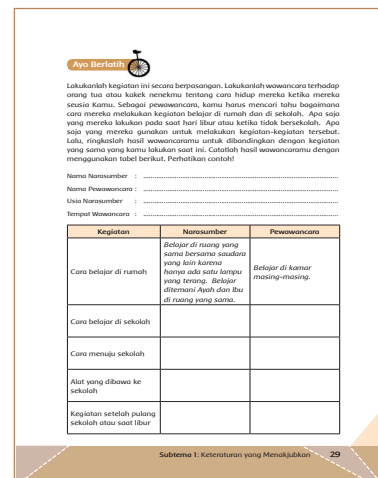 Ayo Berlatih
Lakukanlah kegiatan ini secara berpasangan. Lakukanlah wawancara terhadap
orang tua atau kakek nenekmu tentang cara hidup mereka ketika mereka
seusia Kamu. Sebagai pewawancara, kamu harus mencari tahu bagaimana
cara mereka melakukan kegiatan belajar di rumah dan di sekolah. Apa saja
yang mereka lakukan pada saat hari libur atau ketika tidak bersekolah. Apa
saja yang mereka gunakan untuk melakukan kegiatan-kegiatan tersebut.
Lalu, ringkaslah hasil wawancaramu untuk dibandingkan dengan kegiatan
yang sama yang kamu lakukan saat ini. Catatlah hasil wawancaramu dengan
menggunakan tabel berikut. Perhatikan contoh!
Nama Narasumber :
Nama Pewawancara :
Usia Narasumber :
Tempat Wawancara :
Kegiatan Narasumber Pewawancara
Cara belajar di rumah
Belajar di ruang yang
sama bersama saudara
yang lain karena
hanya ada satu lampu
yang terang. Belajar
ditemani Ayah dan Ibu
di ruang yang sama.
Belajar di kamar
masing-masing.
Cara belajar di sekolah
Cara menuju sekolah
Alat yang dibawa ke
sekolah
Kegiatan setelah pulang
sekolah atau saat libur
Subtema 1: Keteraturan yang Menakjubkan 29